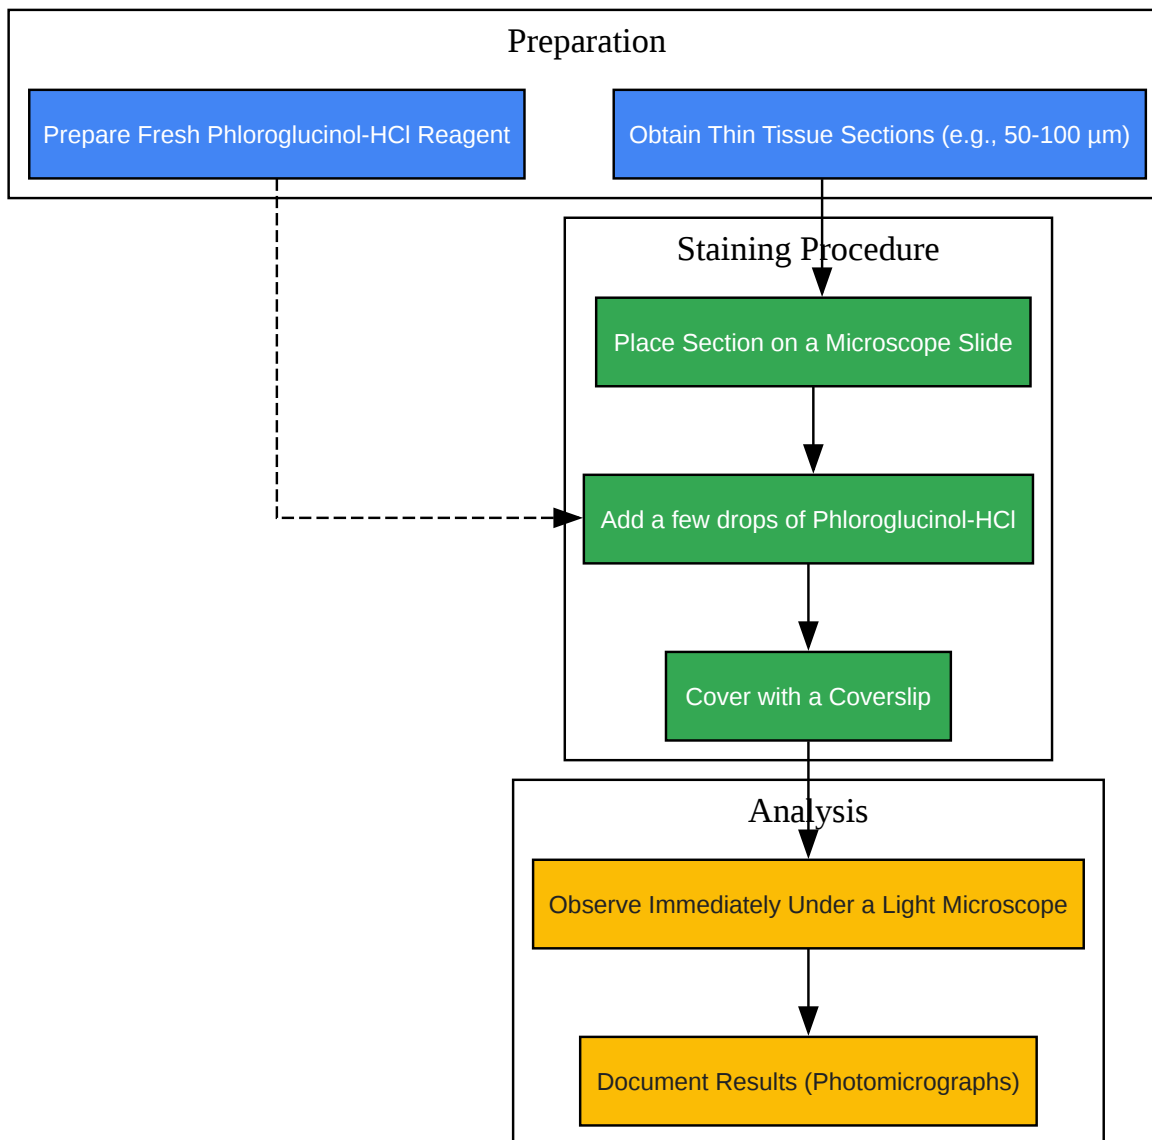 Preparation
Prepare Fresh Phloroglucinol-HCl Reagent
Obtain Thin Tissue Sections (e.g., 50-100 µm)
Staining Procedure
Place Section on a Microscope Slide
Add a few drops of Phloroglucinol-HCl
Cover with a Coverslip
Analysis
Observe Immediately Under a Light Microscope
Document Results (Photomicrographs)